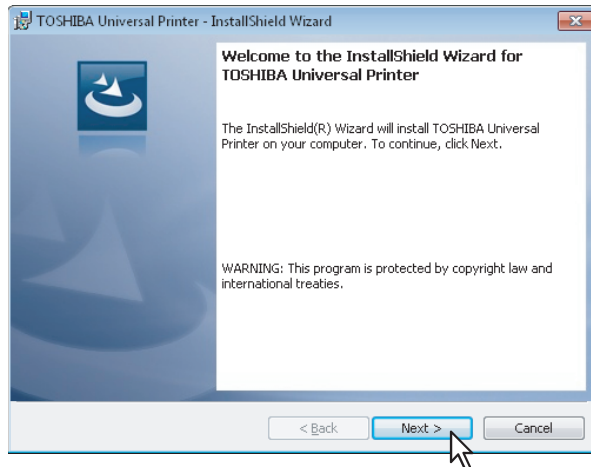 TOSHIBA Universal Printer - InstallShield Wizard
Welcome to the InstallShield Wizard for
TOSHIBA Universal Printer
The InstallShield(R) Wizard will install TOSHIBA Universal
Printer on your computer. To continue, click Next.
WARNING: This program is protected by copyright law and
international treaties.
< Back Next > Cancel